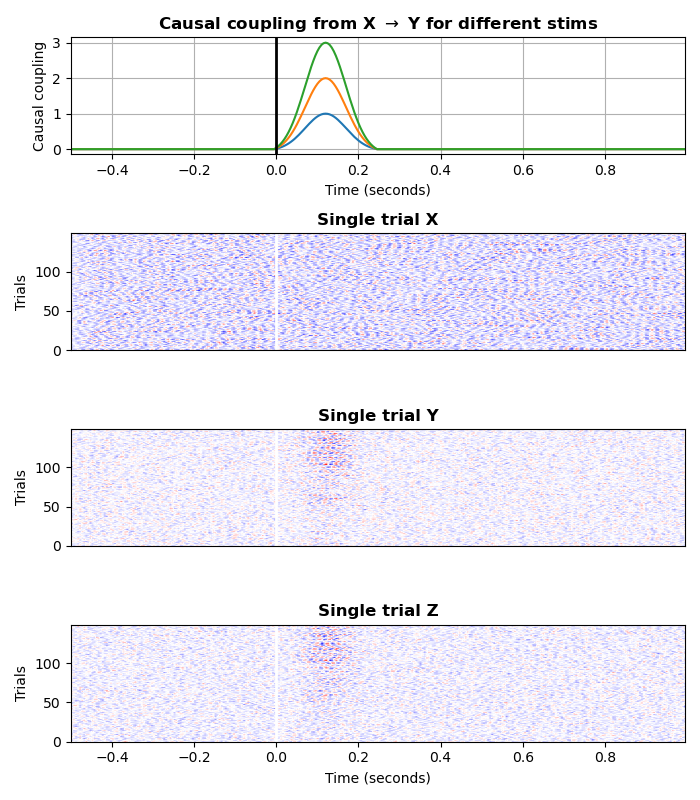 Causal coupling from X → Y for different stims
Causal coupling
3
2
1
0
−0.4 −0.2 0.0 0.2 0.4 0.6 0.8
Time (seconds)
Single trial X
Trials
100
50
0
Single trial Y
Trials
100
50
0
Single trial Z
Trials
100
50
0
−0.4 −0.2 0.0 0.2 0.4 0.6 0.8
Time (seconds)